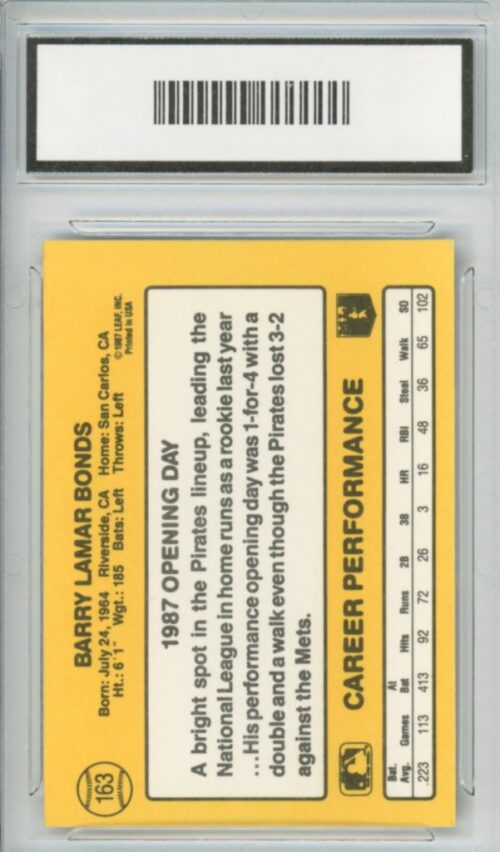 163
BARRY LAMAR BONDS
Born: July 24, 1964 Riverside, CA Home: San Carlos, CA
Ht.: 6'1" Wgt.: 185 Bats: Left Throws: Left
©1987 LEAF, INC.
Printed in USA
1987 OPENING DAY
A bright spot in the Pirates lineup, leading the
National League in home runs as a rookie last year
...His performance opening day was 1-for-4 with a
double and a walk even though the Pirates lost 3-2
against the Mets.
CAREER PERFORMANCE
Bat. Avg. Games At Bat Hits Runs 2B 3B HR RBI Steal Walk SO
.223 113 413 92 72 26 3 16 48 36 65 102